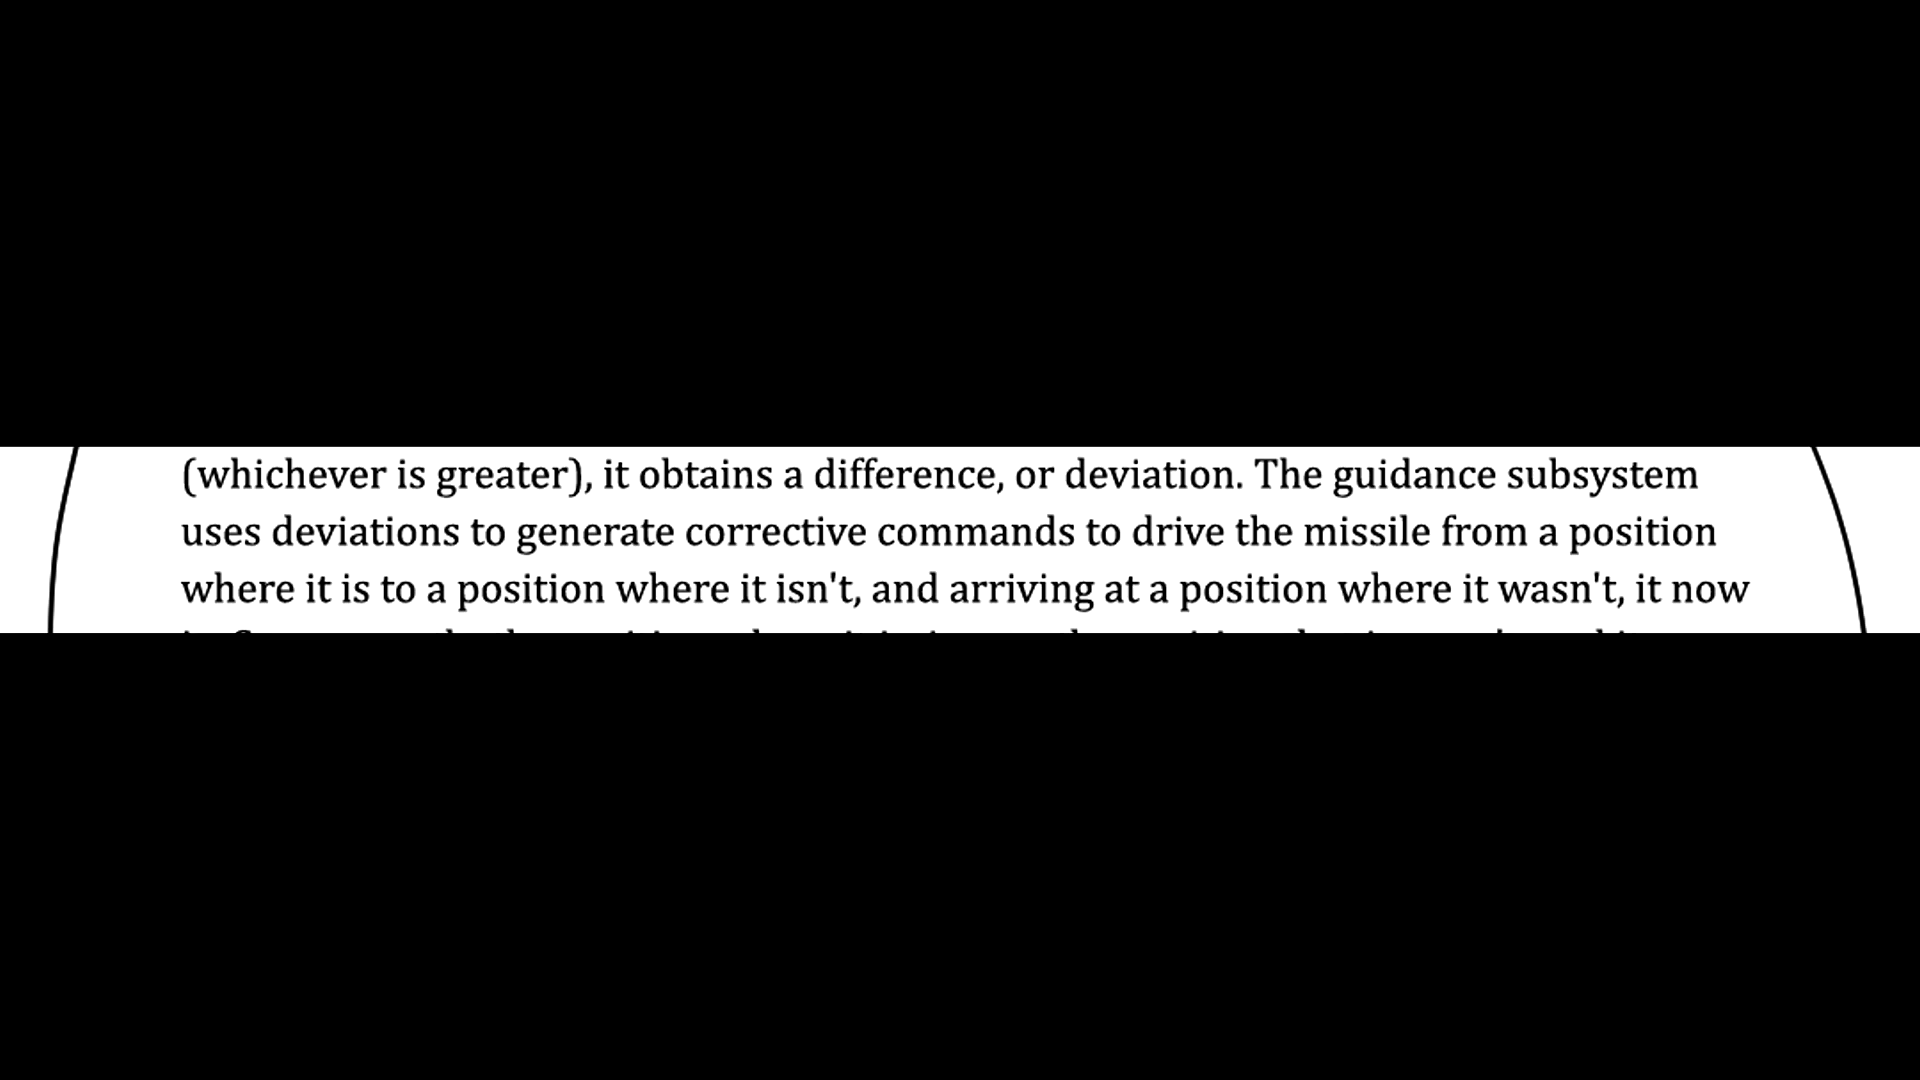 (whichever is greater), it obtains a difference, or deviation. The guidance subsystem
uses deviations to generate corrective commands to drive the missile from a position
where it is to a position where it isn't, and arriving at a position where it wasn't, it now